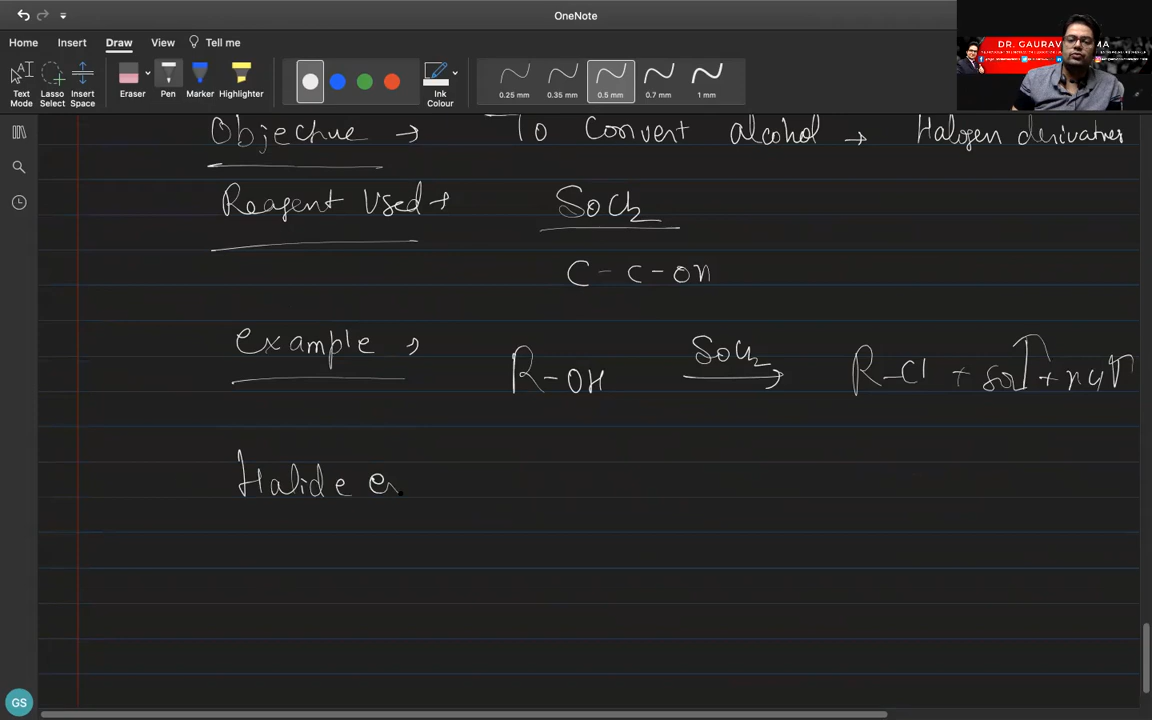 OneNote
Home Insert Draw View Tell me
Text Mode
Lasso Select
Insert Space
Eraser
Pen
Marker
Highlighter
Ink Colour
0.25 mm 0.35 mm 0.5 mm 0.7 mm 1 mm
DR. GAURAV
Objective → To Convert alcohol → Halogen derivatives
Reagent Used → SOCl2
C - C - OH
Example → R-OH SOCl2 → R-Cl + SO2↑ + HCl↑
Halide
GS